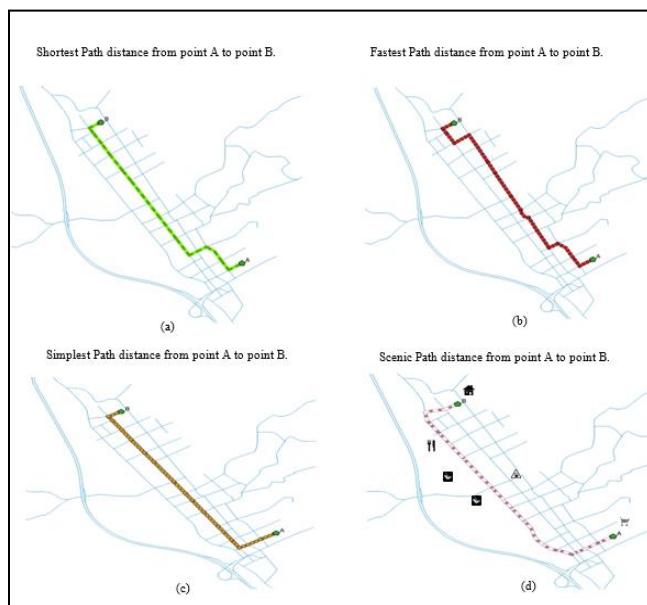 Shortest Path distance from point A to point B.
Fastest Path distance from point A to point B.
B
A
(a)
B
A
(b)
Simplest Path distance from point A to point B.
Scenic Path distance from point A to point B.
B
A
(c)
B
A
(d)